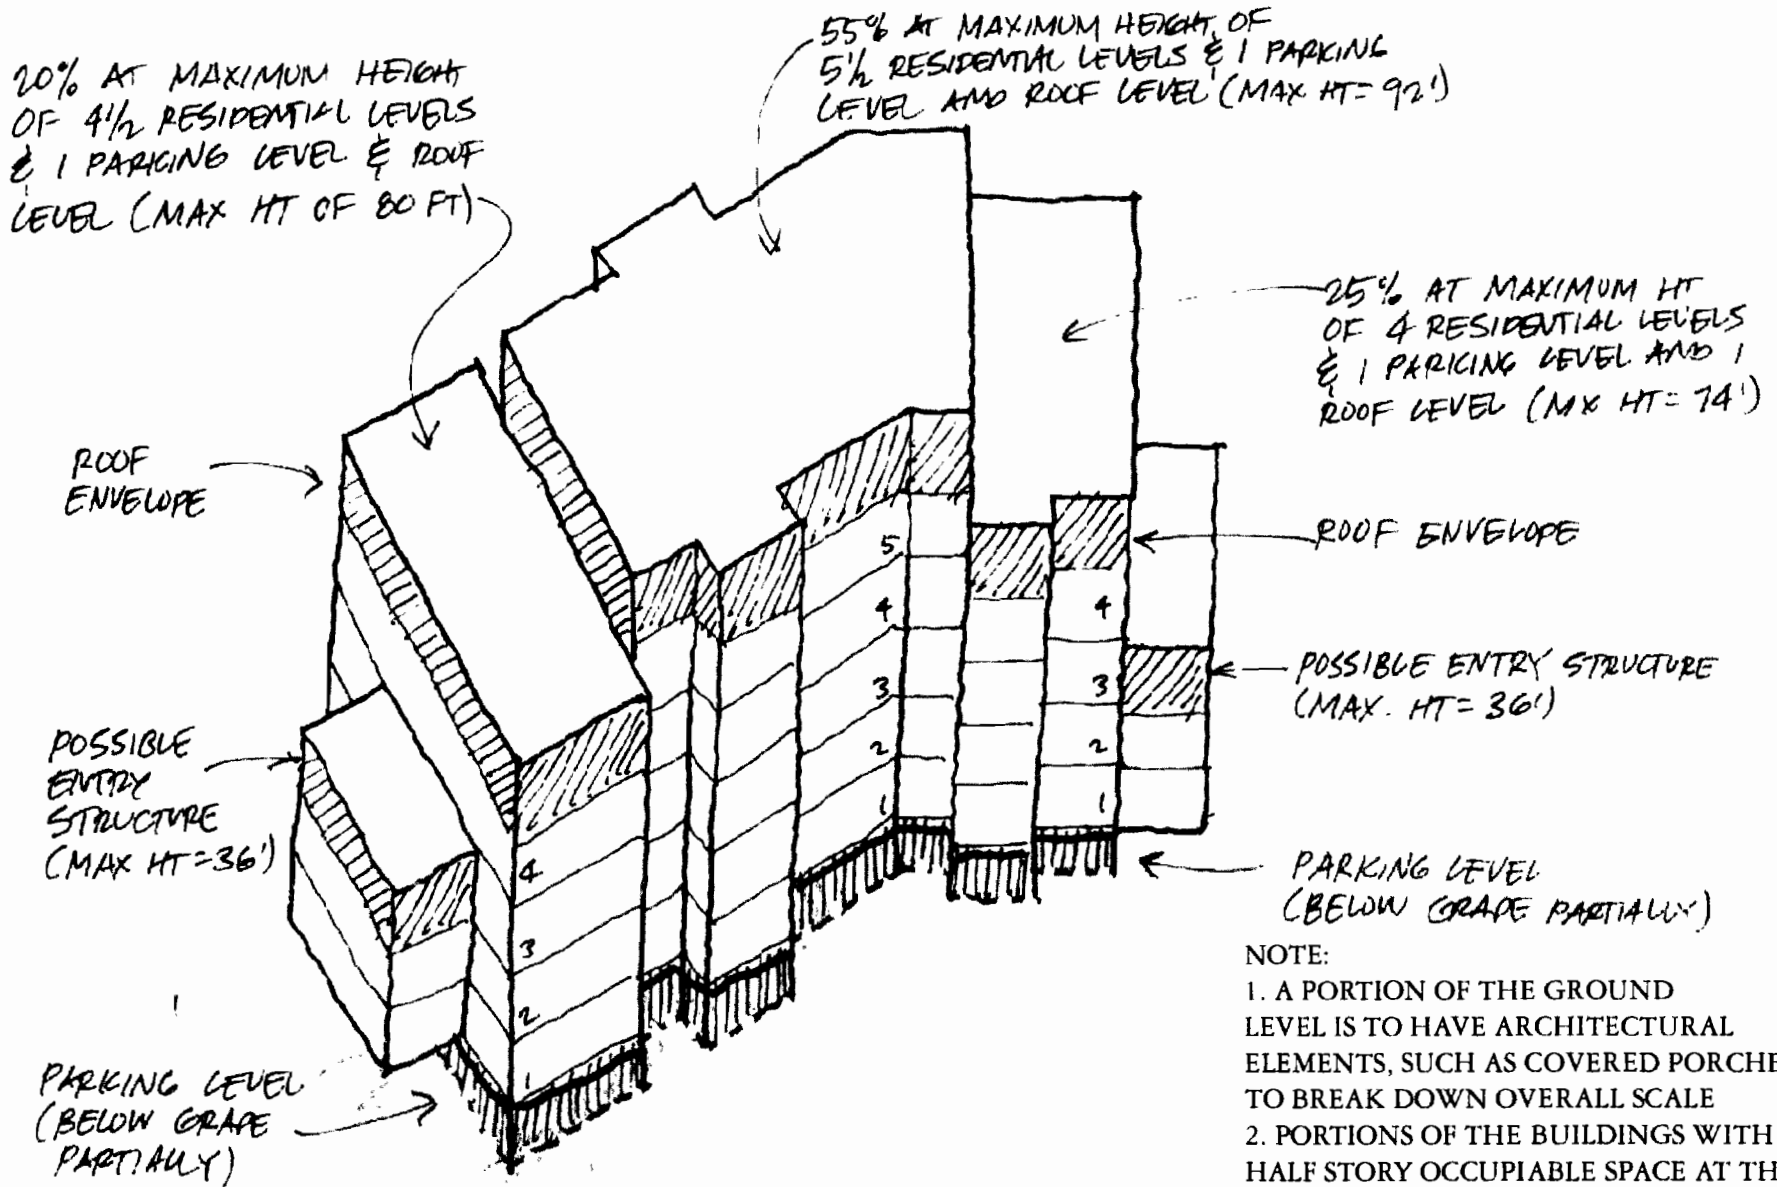 20% AT MAXIMUM HEIGHT
OF 4 1/2 RESIDENTIAL LEVELS
& 1 PARKING LEVEL & ROOF
LEVEL (MAX HT OF 80 FT)
55% AT MAXIMUM HEIGHT OF
5 1/2 RESIDENTIAL LEVELS & 1 PARKING
LEVEL AND ROOF LEVEL (MAX HT = 92')
25% AT MAXIMUM HT
OF 4 RESIDENTIAL LEVELS
& 1 PARKING LEVEL AND 1
ROOF LEVEL (MX HT = 74')
ROOF
ENVELOPE
ROOF ENVELOPE
POSSIBLE ENTRY STRUCTURE
(MAX. HT = 36')
POSSIBLE
ENTRY
STRUCTURE
(MAX HT = 36')
5
4
3
2
1
4
3
2
1
4
3
2
1
PARKING LEVEL
(BELOW GRADE PARTIALLY)
PARKING LEVEL
(BELOW GRADE
PARTIALLY)
NOTE:
1. A PORTION OF THE GROUND
LEVEL IS TO HAVE ARCHITECTURAL
ELEMENTS, SUCH AS COVERED PORCHE
TO BREAK DOWN OVERALL SCALE
2. PORTIONS OF THE BUILDINGS WITH
HALF STORY OCCUPIABLE SPACE AT TH